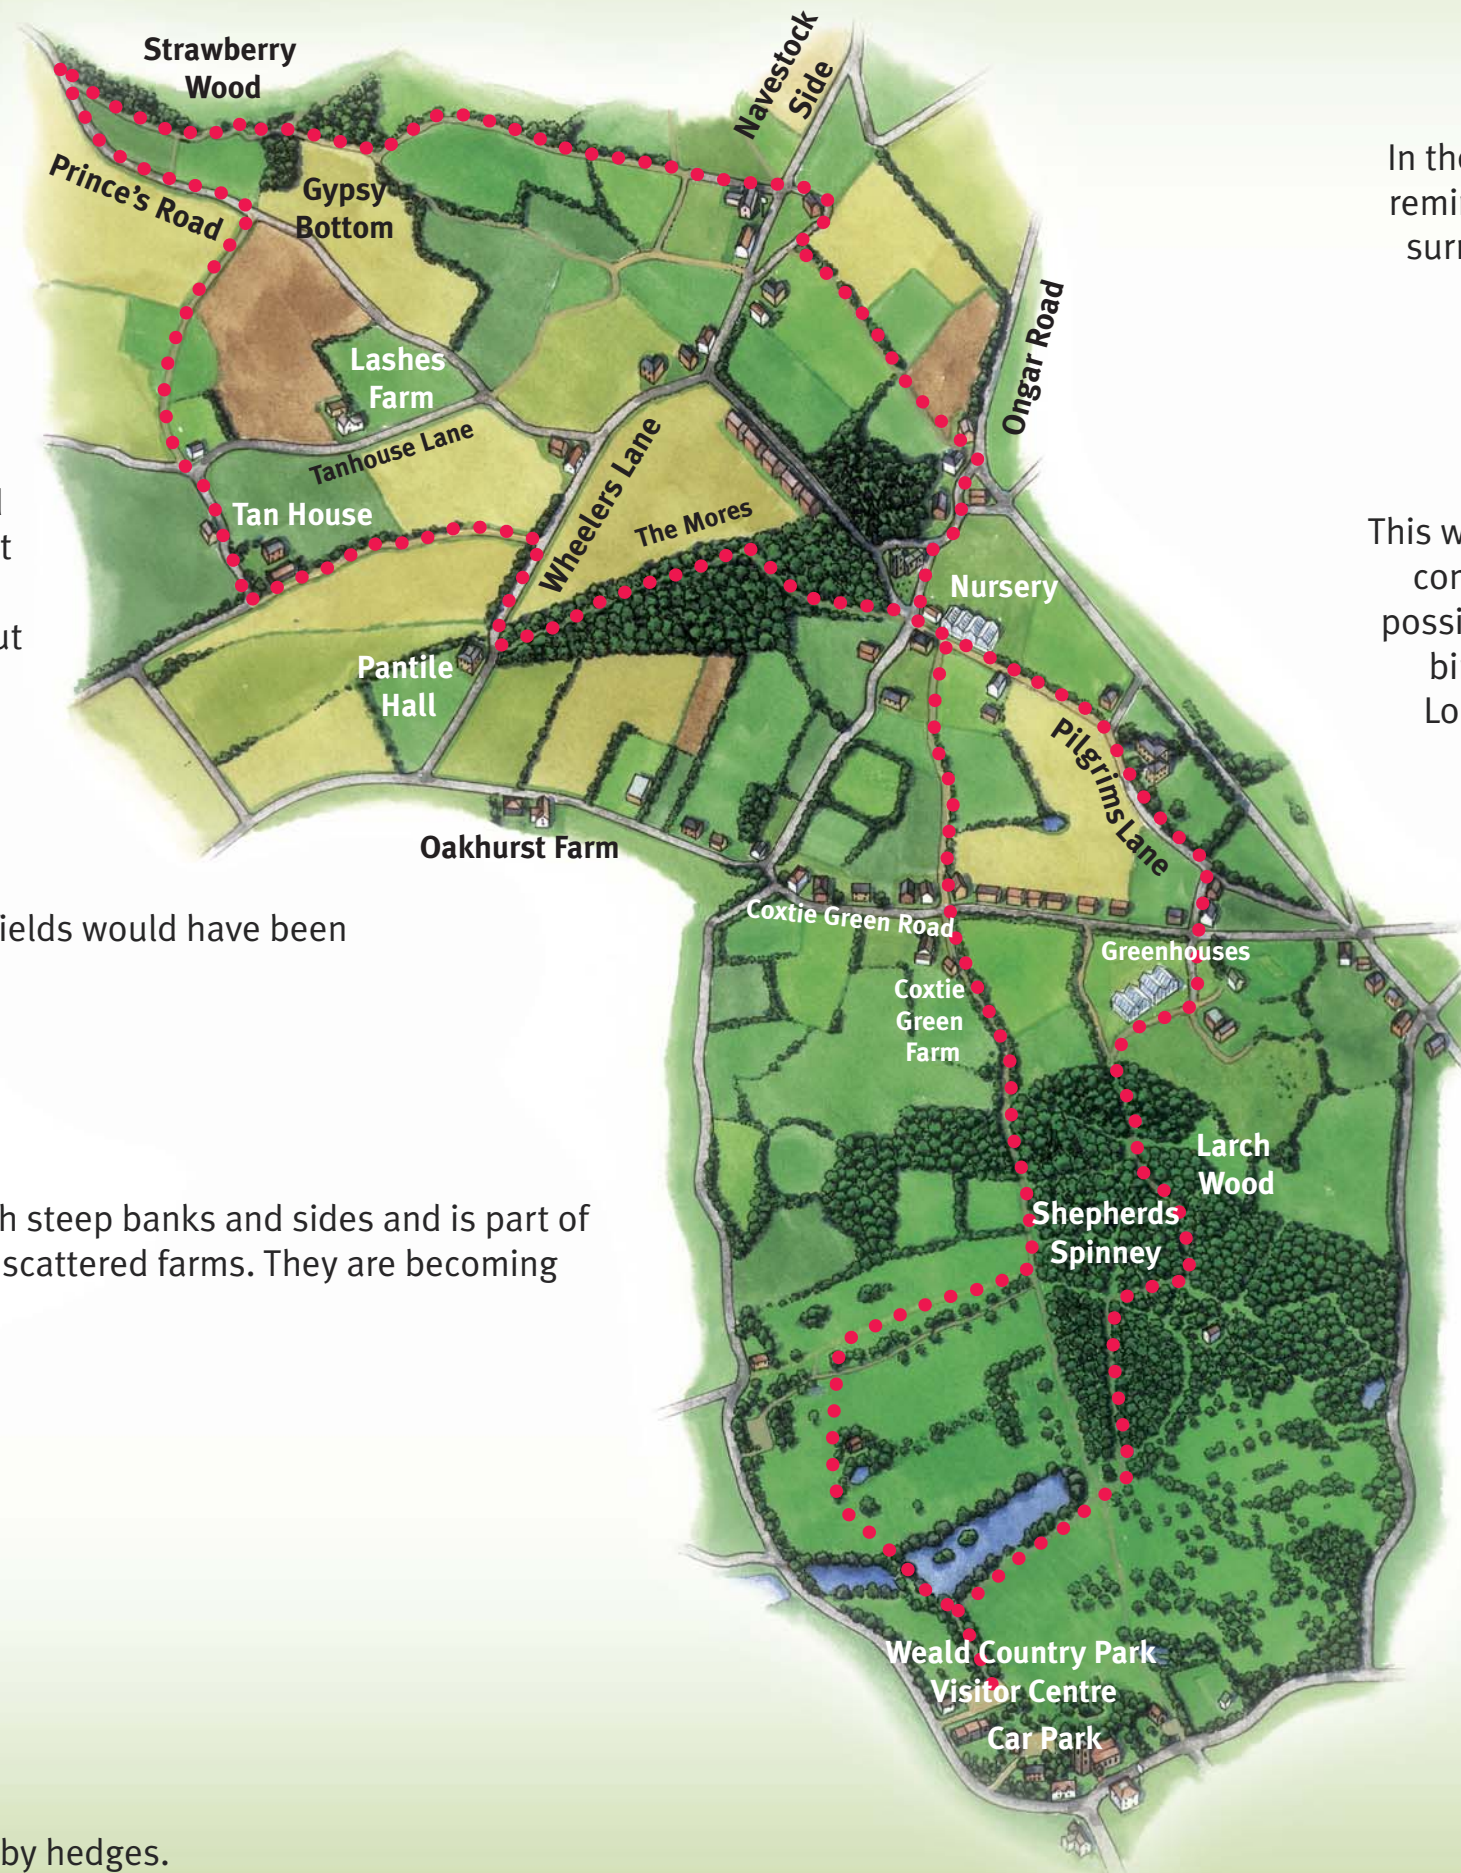 Strawberry
Wood
Navestock
Side
In the
Prince's Road
Gypsy
Bottom
surr
Ongar Road
Lashes
Farm
Tanhouse Lane
Wheelers Lane
Tan House
The Mores
t
This w
Nursery
possi
ut
bi
Pantile
Hall
Lo
Pilgrims Lane
Oakhurst Farm
Coxtie Green Road
ields would have been
Greenhouses
Coxtie
Green
Farm
Larch
Wood
h steep banks and sides and is part of
Shepherds
Spinney
scattered farms. They are becoming
Weald Country Park
Visitor Centre
Car Park
by hedges.